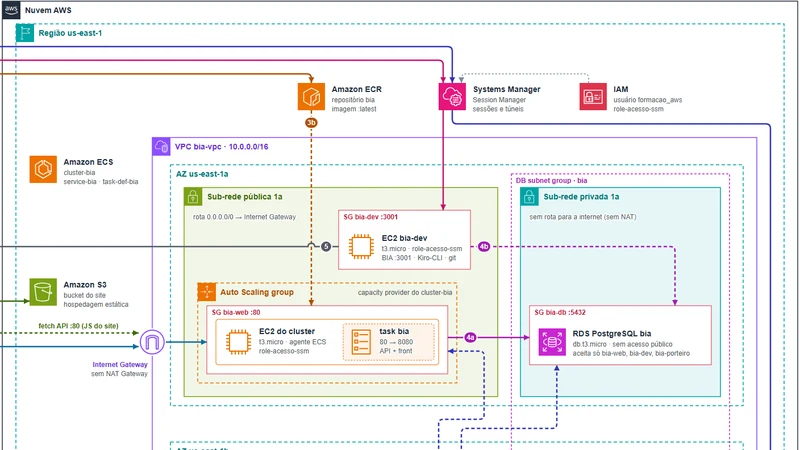 aws
Nuvem AWS
Região us-east-1
Amazon ECR
repositório bia
imagem :latest
Systems Manager
Session Manager
sessões e túneis
IAM
usuário formacao_aws
role-acesso-ssm
3b
VPC bia-vpc · 10.0.0.0/16
Amazon ECS
cluster-bia
service-bia · task-def-bia
AZ us-east-1a
DB subnet group · bia
Sub-rede pública 1a
Sub-rede privada 1a
rota 0.0.0.0/0 → Internet Gateway
SG bia-dev :3001
sem rota para a internet (sem NAT)
EC2 bia-dev
t3.micro · role-acesso-ssm
BIA :3001 · Kiro-CLI · git
5
4b
Amazon S3
bucket do site
hospedagem estática
Auto Scaling group
capacity provider do cluster-bia
SG bia-web :80
SG bia-db :5432
fetch API :80 (JS do site)
EC2 do cluster
t3.micro · agente ECS
role-acesso-ssm
task bia
80 → 8080
API + front
4a
RDS PostgreSQL bia
db.t3.micro · sem acesso público
aceita só bia-web, bia-dev, bia-porteiro
Internet Gateway
sem NAT Gateway